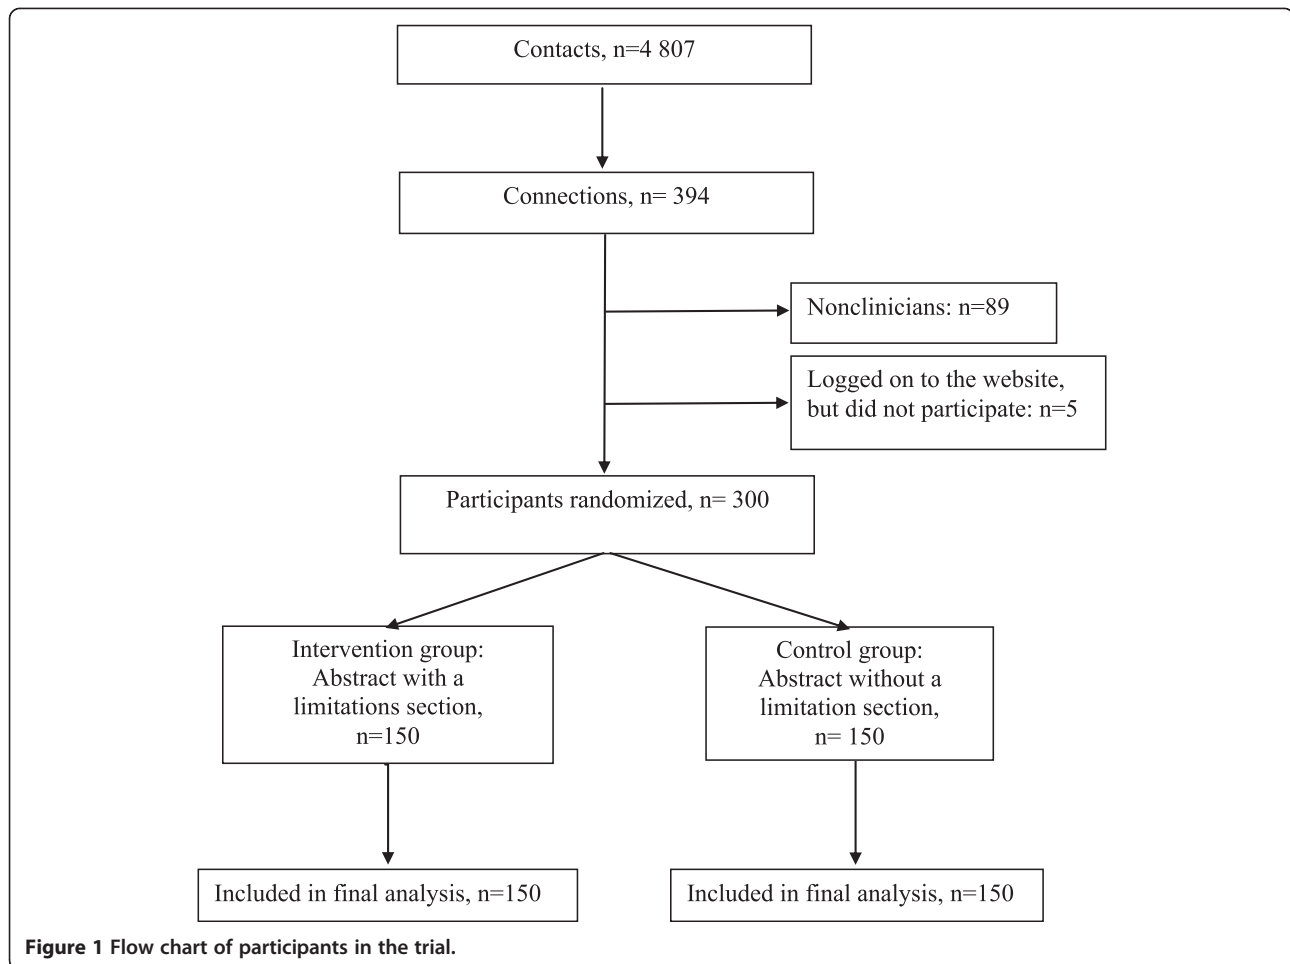 Contacts, n=4 807
Connections, n= 394
Nonclinicians: n=89
Logged on to the website,
but did not participate: n=5
Participants randomized, n= 300
Intervention group:
Abstract with a
limitations section,
n=150
Control group:
Abstract without a
limitation section,
n= 150
Included in final analysis, n=150
Included in final analysis, n=150
Figure 1 Flow chart of participants in the trial.